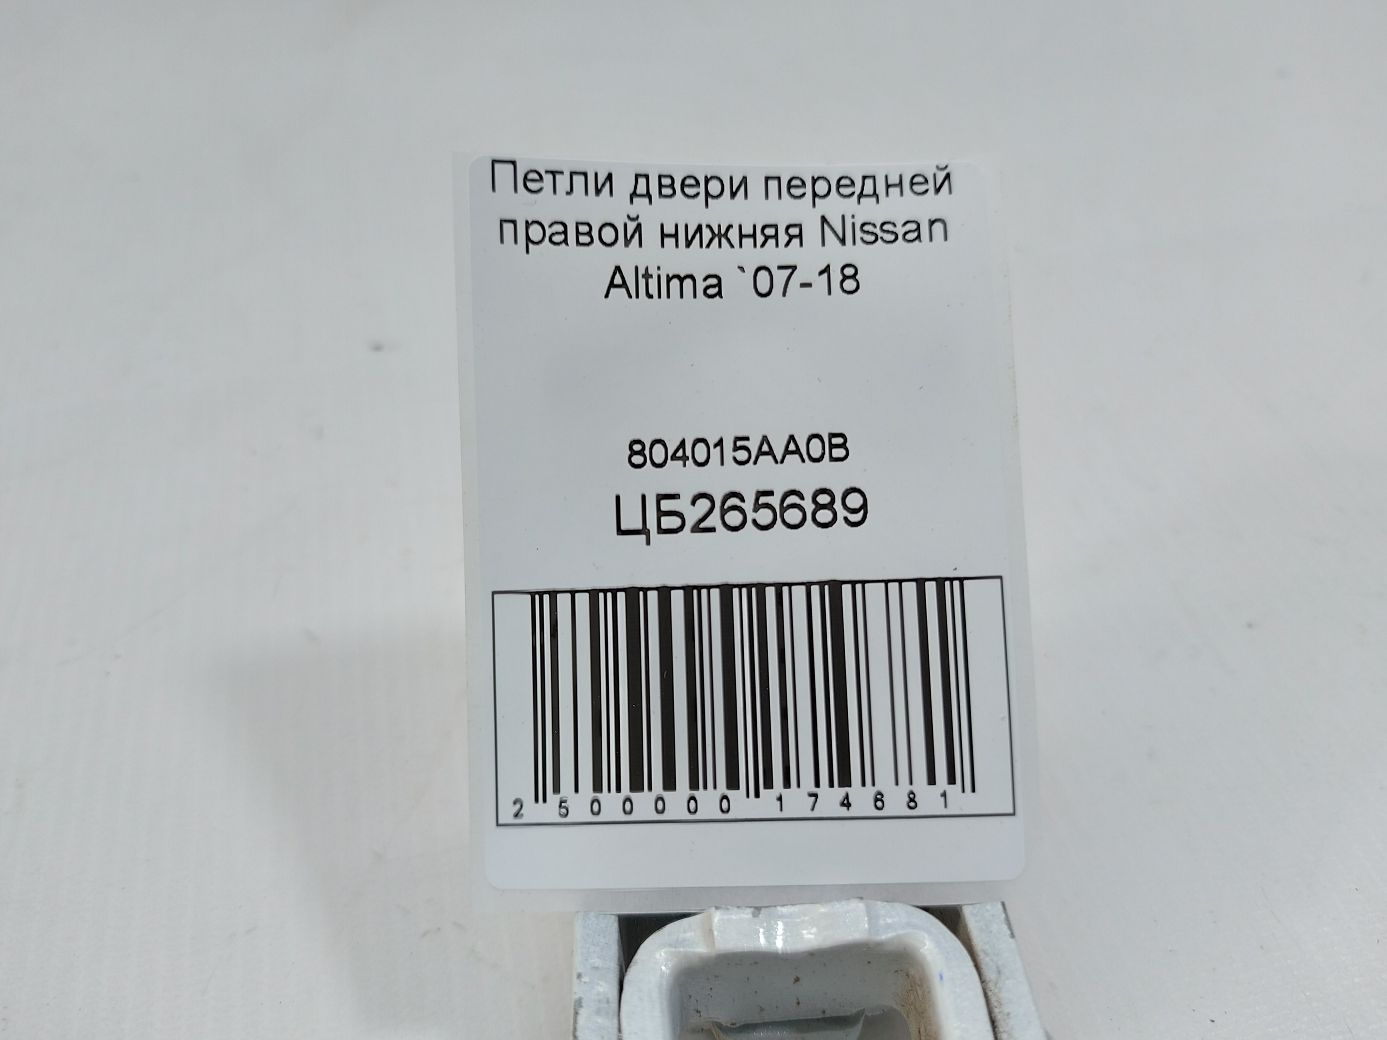 Петли двери передней
правой нижняя Nissan
Altima `07-18
804015AA0B
ЦБ265689
2 500000 174681